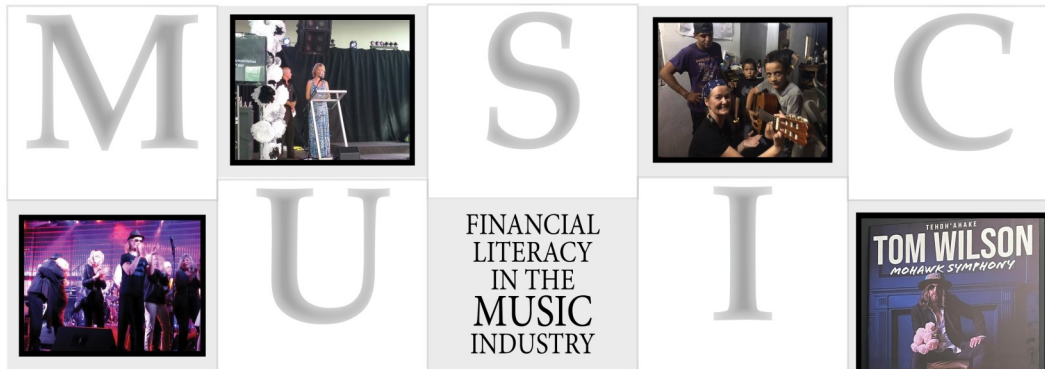 M S C
U I
FINANCIAL
LITERACY
IN THE
MUSIC
INDUSTRY
TEHOH'AHAKE
TOM WILSON
MOHAWK SYMPHONY